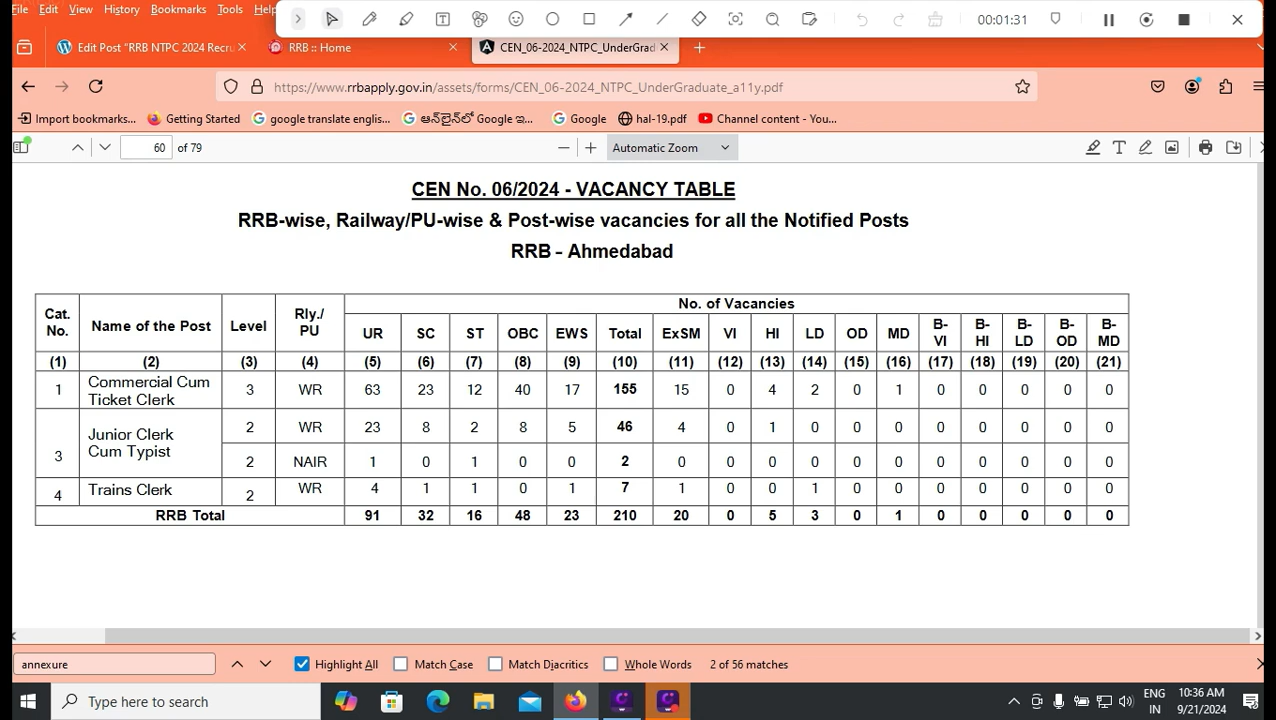 File Edit View History Bookmarks Tools
00:01:31
Edit Post "RRB NTPC 2024 Recru
RRB :: Home
CEN_06-2024_NTPC_UnderGrad
https://www.rrbapply.gov.in/assets/forms/CEN_06-2024_NTPC_UnderGraduate_a11y.pdf
Import bookmarks... Getting Started google translate englis... ఆన్‌లైన్‌లో Google ఇ... Google hal-19.pdf Channel content - You...
60 of 79 Automatic Zoom
CEN No. 06/2024 - VACANCY TABLE
RRB-wise, Railway/PU-wise & Post-wise vacancies for all the Notified Posts
RRB - Ahmedabad
Cat. No. Name of the Post Level Rly./ PU No. of Vacancies
UR SC ST OBC EWS Total ExSM VI HI LD OD MD B-VI B-HI B-LD B-OD B-MD
(1) (2) (3) (4) (5) (6) (7) (8) (9) (10) (11) (12) (13) (14) (15) (16) (17) (18) (19) (20) (21)
1 Commercial Cum Ticket Clerk 3 WR 63 23 12 40 17 155 15 0 4 2 0 1 0 0 0 0 0
3 Junior Clerk Cum Typist 2 WR 23 8 2 8 5 46 4 0 1 0 0 0 0 0 0 0 0
2 NAIR 1 0 1 0 0 2 0 0 0 0 0 0 0 0 0 0 0
4 Trains Clerk 2 WR 4 1 1 0 1 7 1 0 0 1 0 0 0 0 0 0 0
RRB Total 91 32 16 48 23 210 20 0 5 3 0 1 0 0 0 0 0
annexure Highlight All Match Case Match Diacritics Whole Words 2 of 56 matches
Type here to search
ENG 10:36 AM
IN 9/21/2024